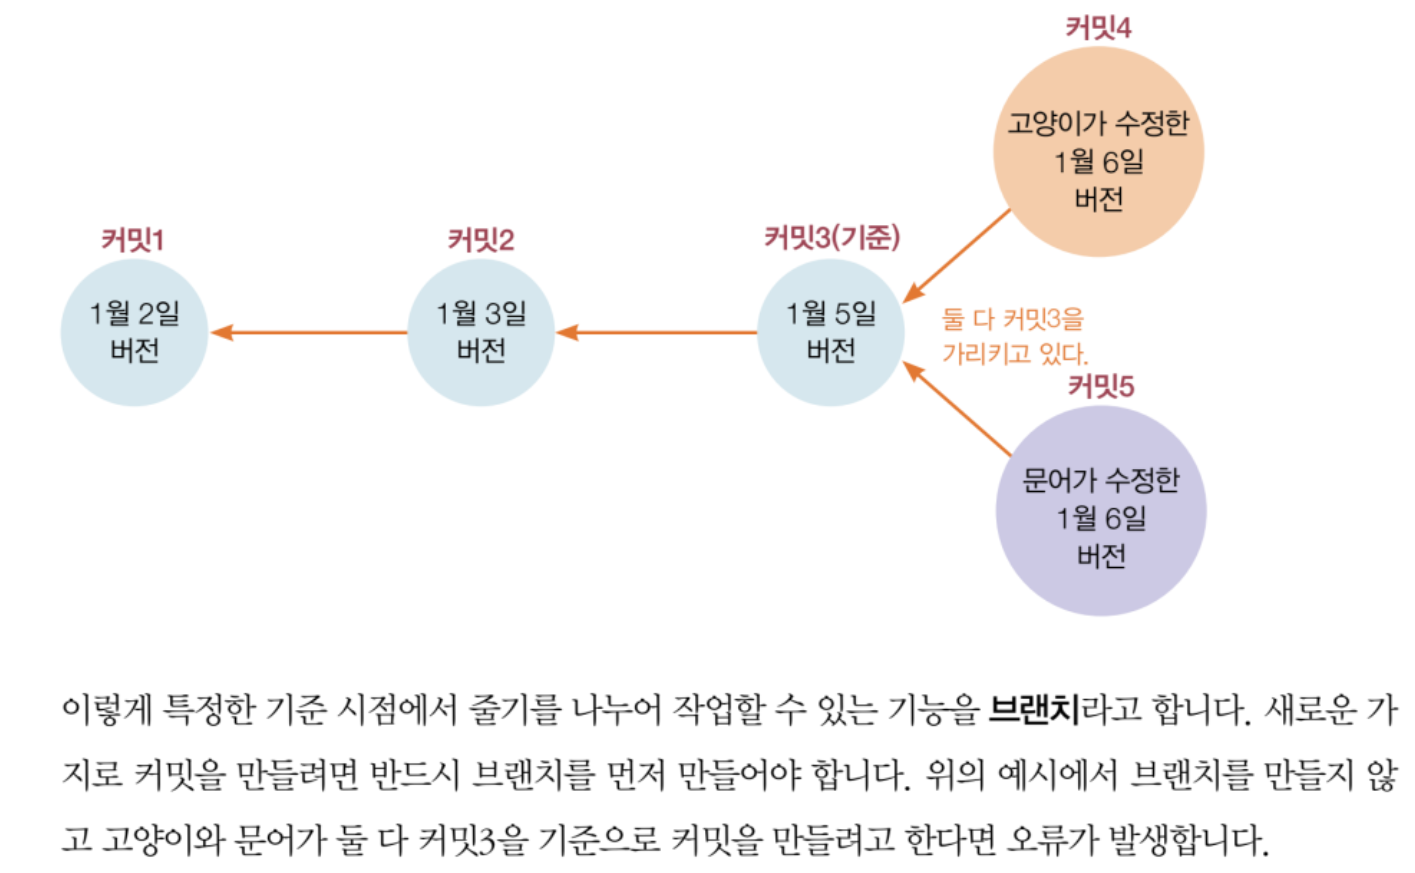 커밋4
고양이가 수정한
1월 6일
버전
커밋1
커밋2
커밋3(기준)
1월 2일
버전
1월 3일
버전
1월 5일
버전
둘 다 커밋3을
가리키고 있다.
커밋5
문어가 수정한
1월 6일
버전
이렇게 특정한 기준 시점에서 줄기를 나누어 작업할 수 있는 기능을 브랜치라고 합니다. 새로운 가
지로 커밋을 만들려면 반드시 브랜치를 먼저 만들어야 합니다. 위의 예시에서 브랜치를 만들지 않
고 고양이와 문어가 둘 다 커밋3을 기준으로 커밋을 만들려고 한다면 오류가 발생합니다.